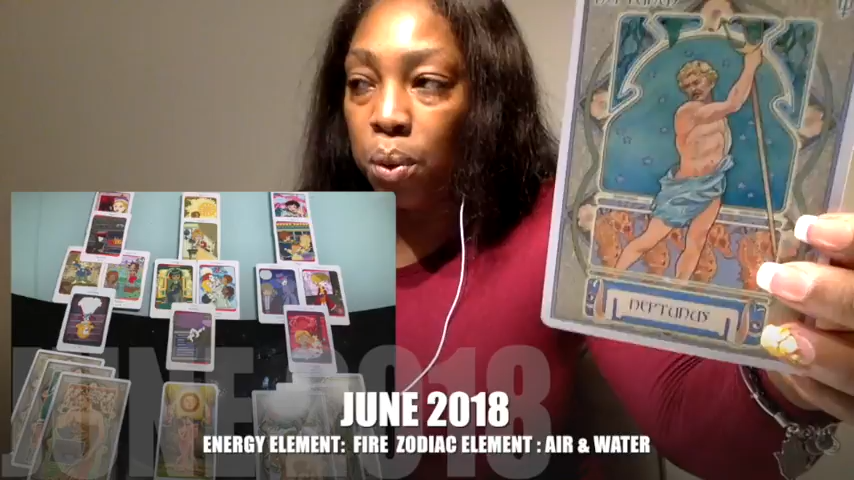 NEPTUNUS
JUNE 2018
ENERGY ELEMENT: FIRE ZODIAC ELEMENT : AIR & WATER
JUNE 2018